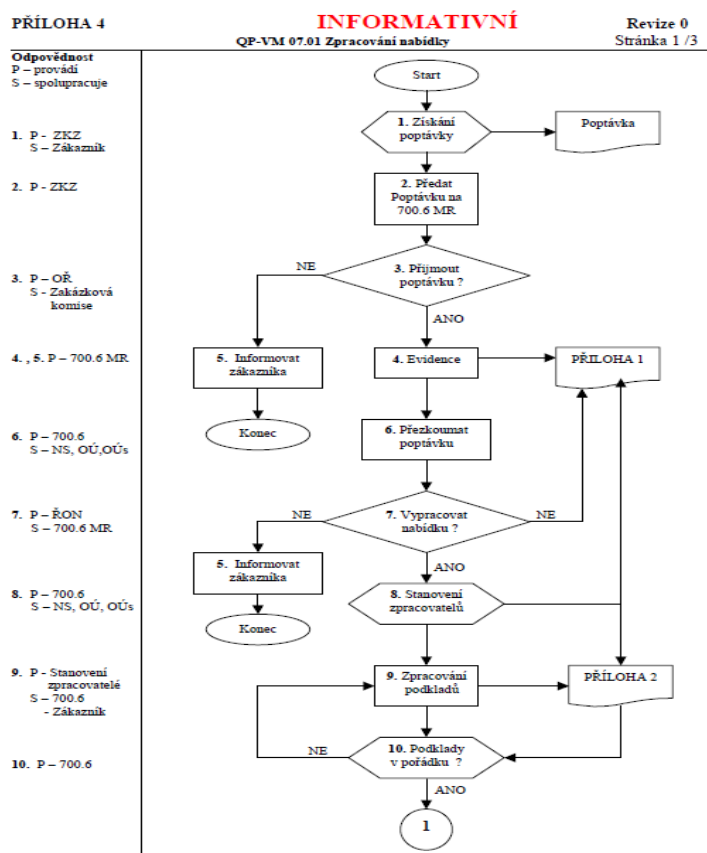 PŘÍLOHA 4
INFORMATIVNÍ
Revize 0
QP-VM 07.01 Zpracování nabídky
Stránka 1 /3
Odpovědnost
P – provádí
S – spolupracuje
Start
1. P - ZKZ
S – Zákazník
1. Získání
poptávky
Poptávka
2. P - ZKZ
2. Předat
Poptávku na
700.6 MR
3. P – OŘ
S - Zakázková
komise
NE
3. Přijmout
poptávku ?
ANO
4. , 5. P – 700.6 MR
5. Informovat
zákazníka
4. Evidence
PŘILOHA 1
Konec
6. P – 700.6
S – NS, OÚ,OÚs
6. Přezkoumat
poptávku
7. P – ŘON
S – 700.6 MR
NE
7. Vypracovat
nabídku ?
NE
ANO
5. Informovat
zákazníka
8. P – 700.6
S – NS, OÚ, OÚs
8. Stanovení
zpracovatelů
Konec
9. P - Stanovení
zpracovatelé
S – 700.6
- Zákazník
9. Zpracování
podkladů
PŘÍLOHA 2
10. P – 700.6
NE
10. Podklady
v pořádku ?
ANO
1